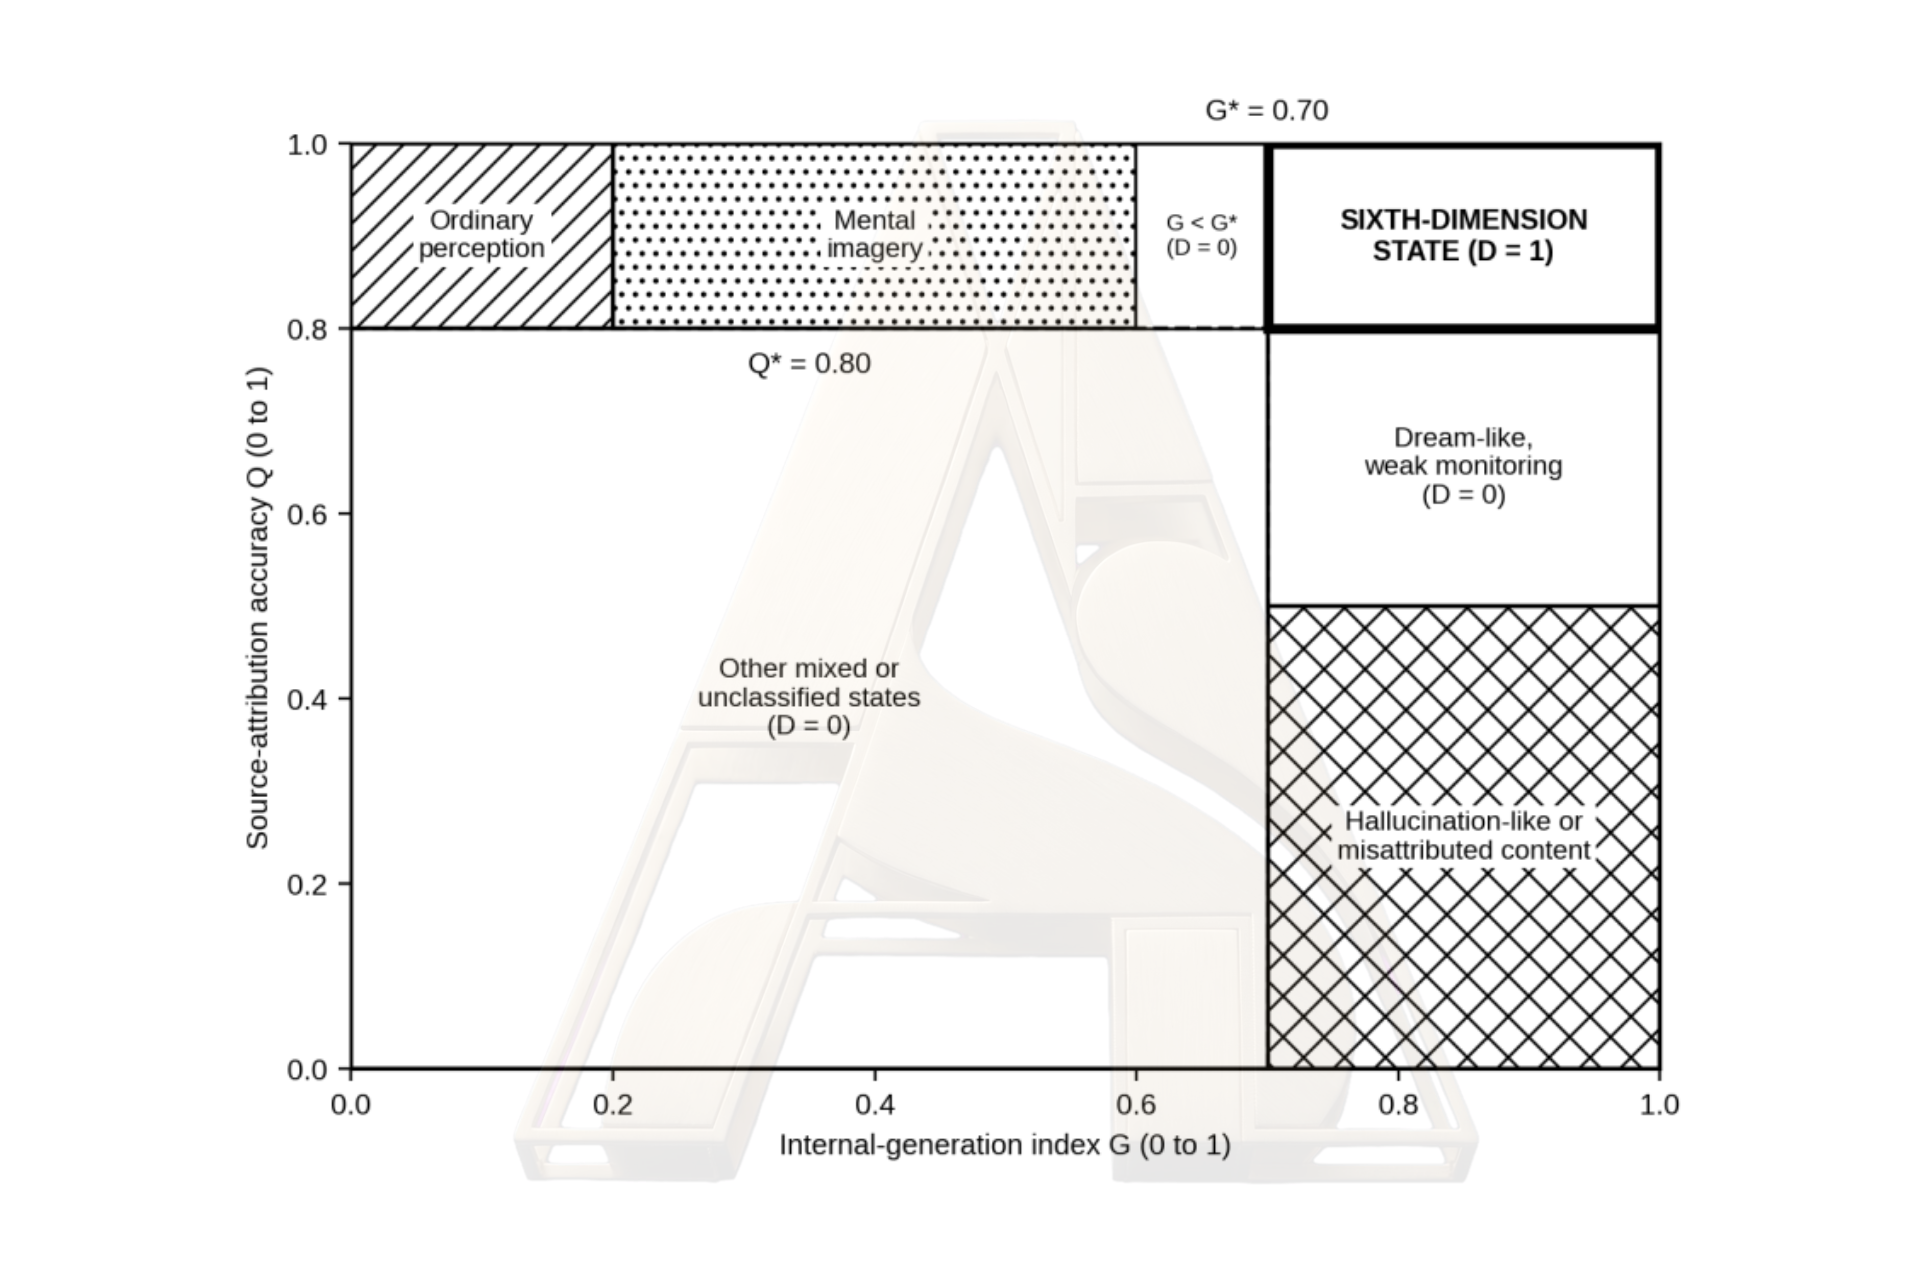 G* = 0.70
1.0
Ordinary
perception
Mental
imagery
G < G*
(D = 0)
SIXTH-DIMENSION
STATE (D = 1)
0.8
Q* = 0.80
Dream-like,
weak monitoring
(D = 0)
0.6
Source-attribution accuracy Q (0 to 1)
Other mixed or
unclassified states
(D = 0)
0.4
Hallucination-like or
misattributed content
0.2
0.0
0.0 0.2 0.4 0.6 0.8 1.0
Internal-generation index G (0 to 1)